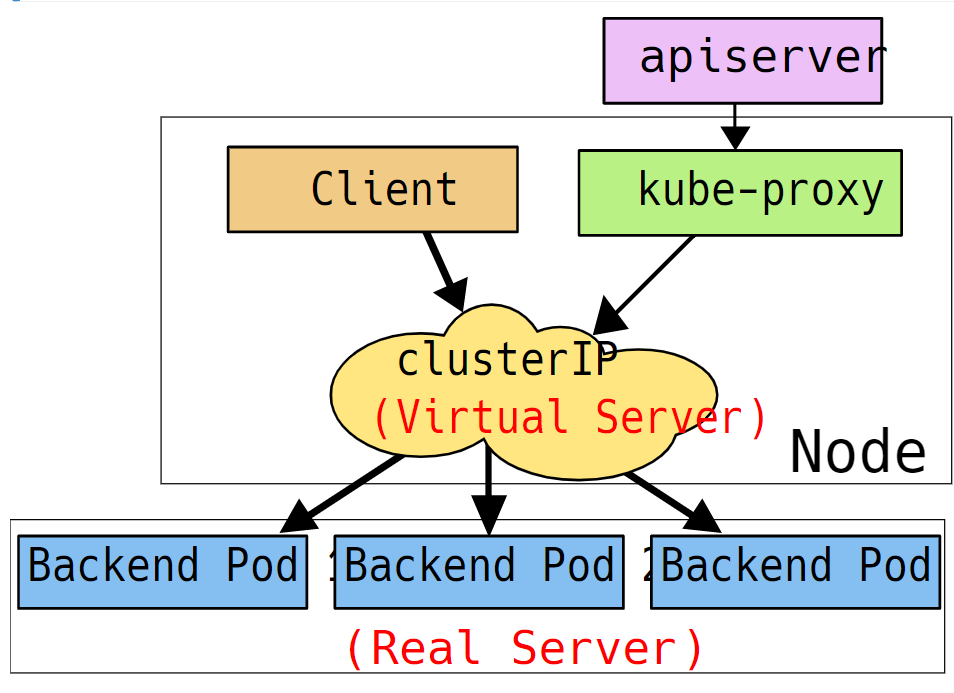 apiserver
Client
kube-proxy
clusterIP
(Virtual Server)
Node
Backend Pod 1
Backend Pod 2
Backend Pod
(Real Server)